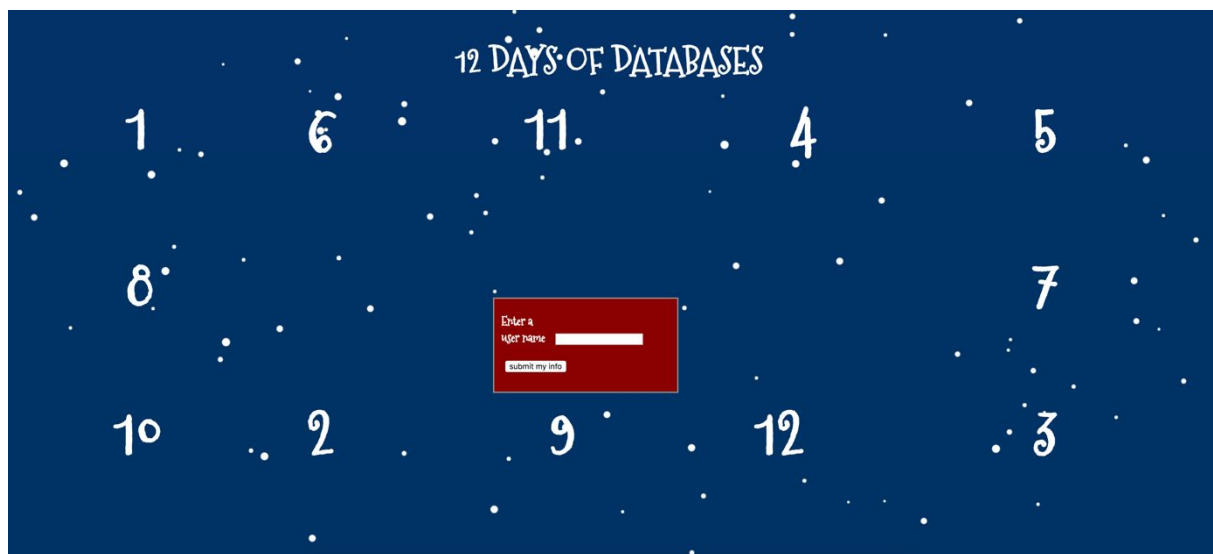 12 DAYS OF DATABASES
1 6 11 4 5
8 7
Enter a
user name
submit my info
10 2 9 12 3